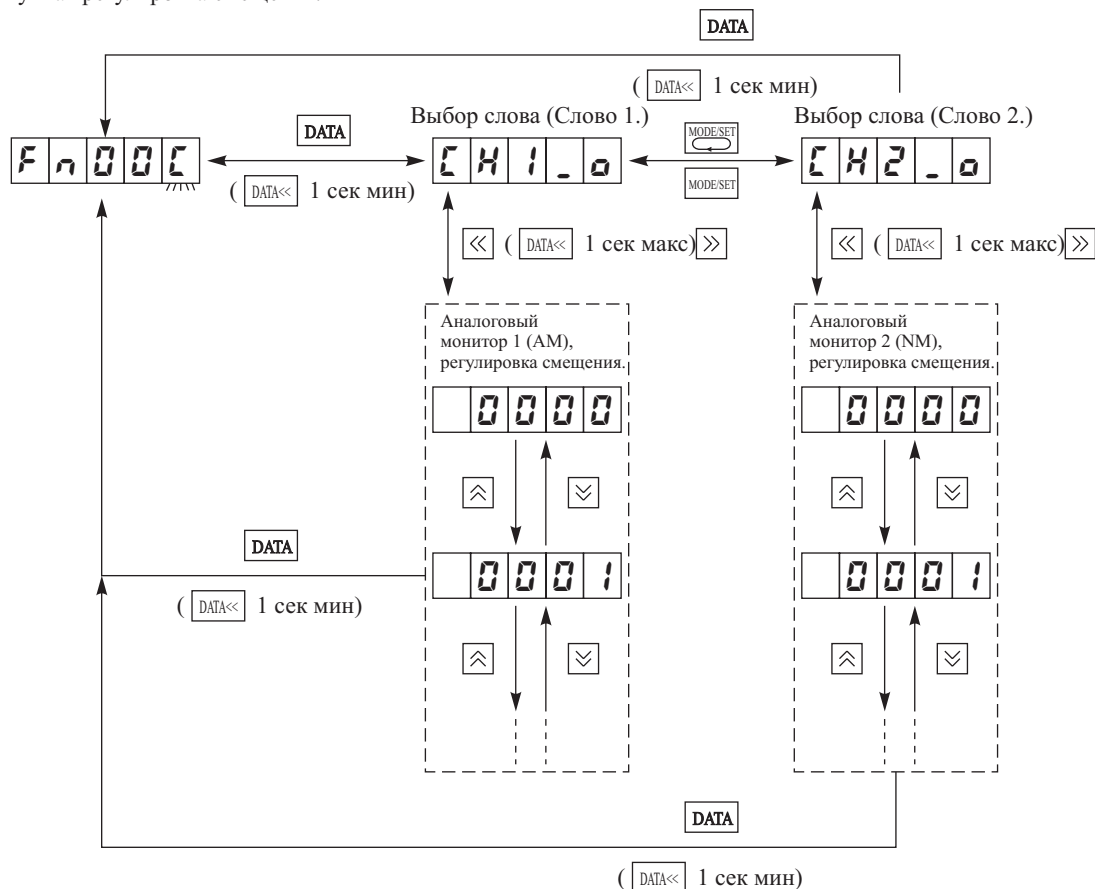 DATA
( DATA<< 1 сек мин)
Выбор слова (Слово 1.)
Выбор слова (Слово 2.)
Fn00C
DATA
( DATA<< 1 сек мин)
CH1_o
MODE/SET
MODE/SET
CH2_o
<< ( DATA<< 1 сек макс) >>
<< ( DATA<< 1 сек макс) >>
Аналоговый
монитор 1 (AM),
регулировка смещения.
0000
0001
Аналоговый
монитор 2 (NM),
регулировка смещения.
0000
0001
DATA
( DATA<< 1 сек мин)
DATA
( DATA<< 1 сек мин)